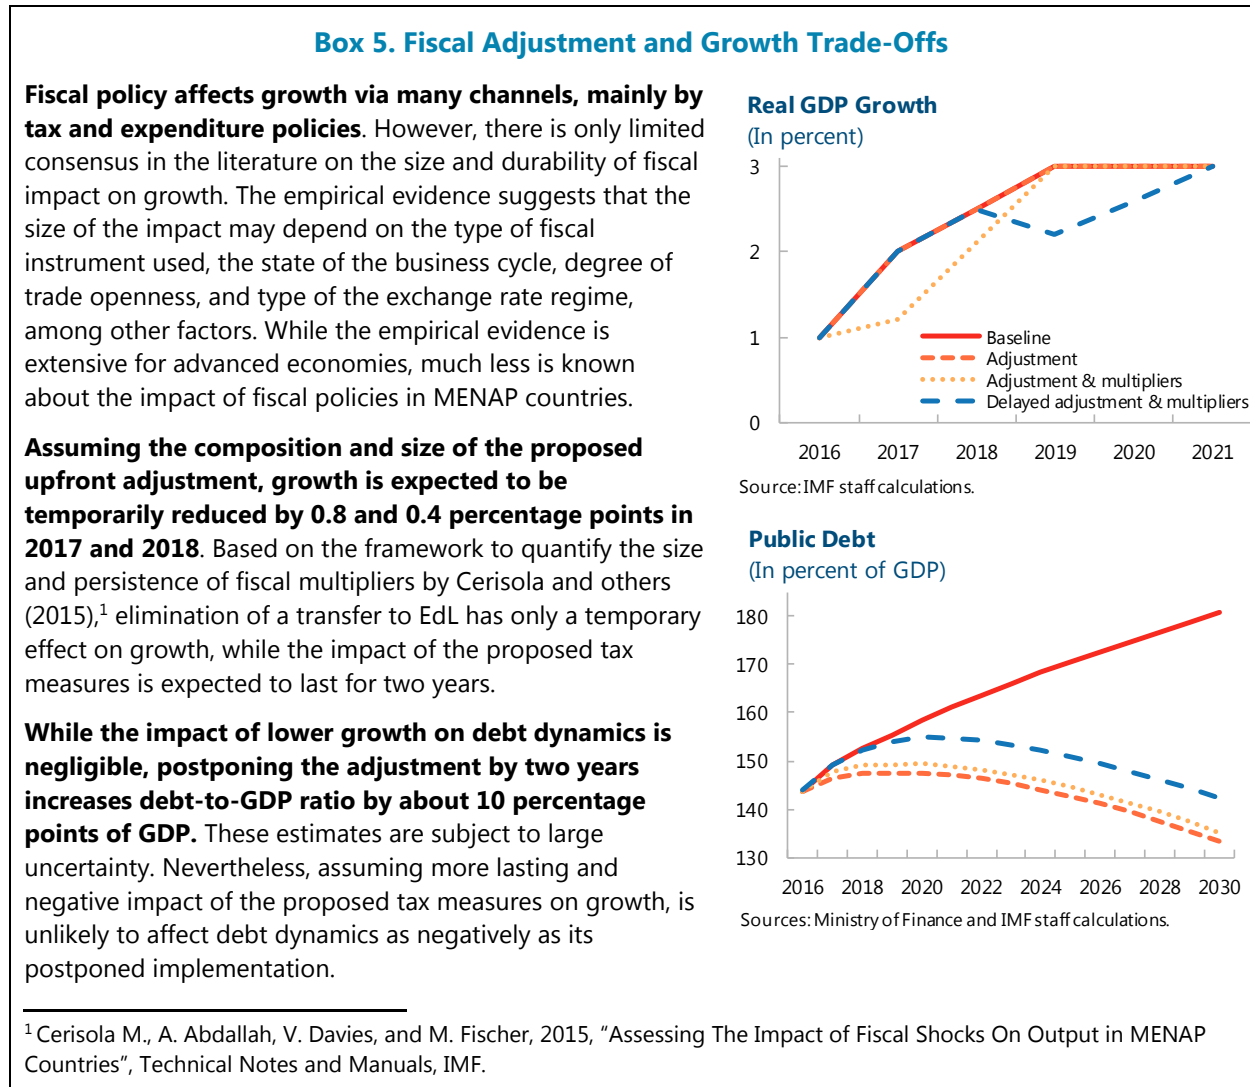 Box 5. Fiscal Adjustment and Growth Trade-Offs
Fiscal policy affects growth via many channels, mainly by
tax and expenditure policies. However, there is only limited
consensus in the literature on the size and durability of fiscal
impact on growth. The empirical evidence suggests that the
size of the impact may depend on the type of fiscal
instrument used, the state of the business cycle, degree of
trade openness, and type of the exchange rate regime,
among other factors. While the empirical evidence is
extensive for advanced economies, much less is known
about the impact of fiscal policies in MENAP countries.
Assuming the composition and size of the proposed
upfront adjustment, growth is expected to be
temporarily reduced by 0.8 and 0.4 percentage points in
2017 and 2018. Based on the framework to quantify the size
and persistence of fiscal multipliers by Cerisola and others
(2015),1 elimination of a transfer to EdL has only a temporary
effect on growth, while the impact of the proposed tax
measures is expected to last for two years.
While the impact of lower growth on debt dynamics is
negligible, postponing the adjustment by two years
increases debt-to-GDP ratio by about 10 percentage
points of GDP. These estimates are subject to large
uncertainty. Nevertheless, assuming more lasting and
negative impact of the proposed tax measures on growth, is
unlikely to affect debt dynamics as negatively as its
postponed implementation.
Real GDP Growth
(In percent)
3
2
1
0
Baseline
Adjustment
Adjustment & multipliers
Delayed adjustment & multipliers
2016 2017 2018 2019 2020 2021
Source: IMF staff calculations.
Public Debt
(In percent of GDP)
180
170
160
150
140
130
2016 2018 2020 2022 2024 2026 2028 2030
Sources: Ministry of Finance and IMF staff calculations.
1 Cerisola M., A. Abdallah, V. Davies, and M. Fischer, 2015, “Assessing The Impact of Fiscal Shocks On Output in MENAP
Countries”, Technical Notes and Manuals, IMF.